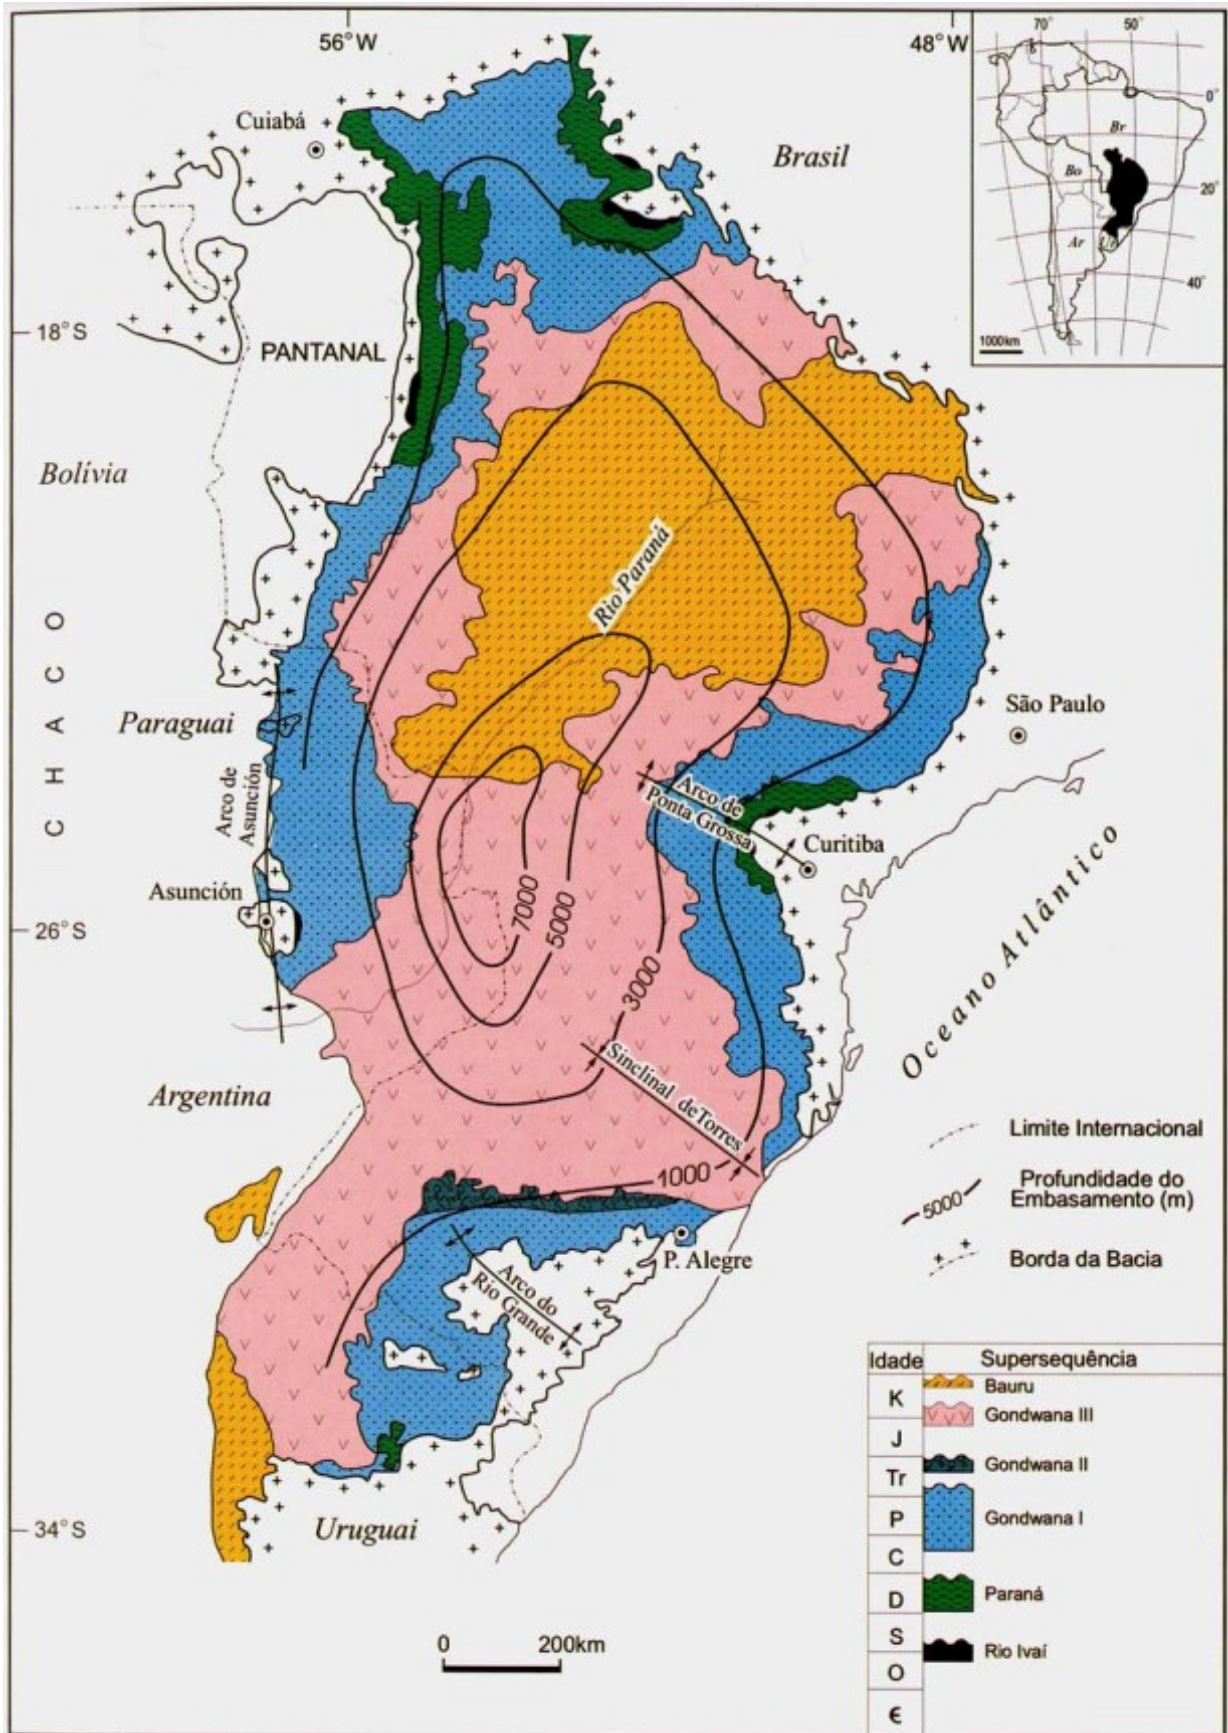 56°W
48°W
70°
50°
0°
Br
Bo
20°
Ar
Ur
40°
1000km
Cuiabá
Brasil
18°S
PANTANAL
Bolívia
Rio Paraná
CHACO
Paraguai
São Paulo
Arco de
Asunción
Arco de
Ponta Grossa
Curitiba
Asunción
7000
5000
26°S
3000
Oceano Atlântico
Sinclinal de Torres
Argentina
1000
Limite Internacional
Profundidade do
Embasamento (m)
5000
Borda da Bacia
P. Alegre
Arco do
Rio Grande
Idade
Supersequência
K
Bauru
Gondwana III
J
Tr
Gondwana II
P
Gondwana I
C
D
Paraná
S
Rio Ivaí
O
Є
34°S
Uruguai
0
200km